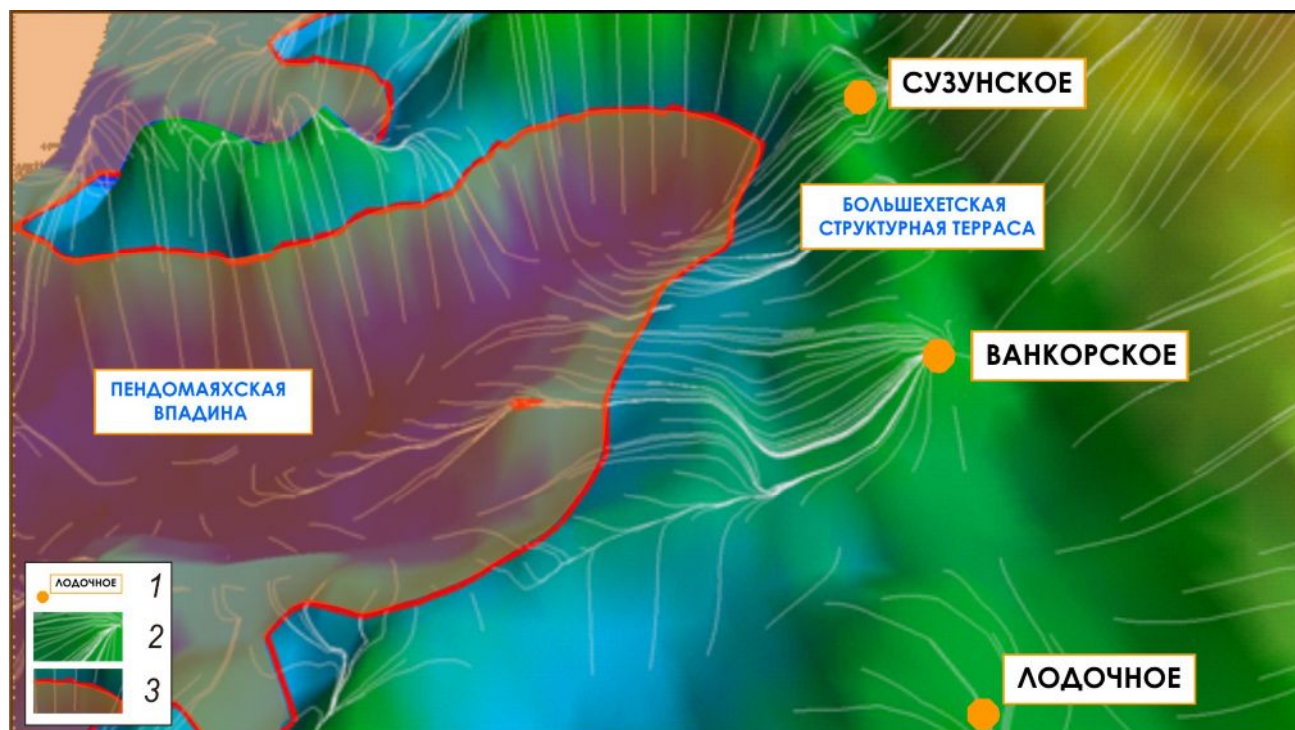 СУЗУНСКОЕ
БОЛЬШЕХЕТСКАЯ
СТРУКТУРНАЯ ТЕРРАСА
ВАНКОРСКОЕ
ПЕНДОМАЯХСКАЯ
ВПАДИНА
ЛОДОЧНОЕ 1
2
3
ЛОДОЧНОЕ